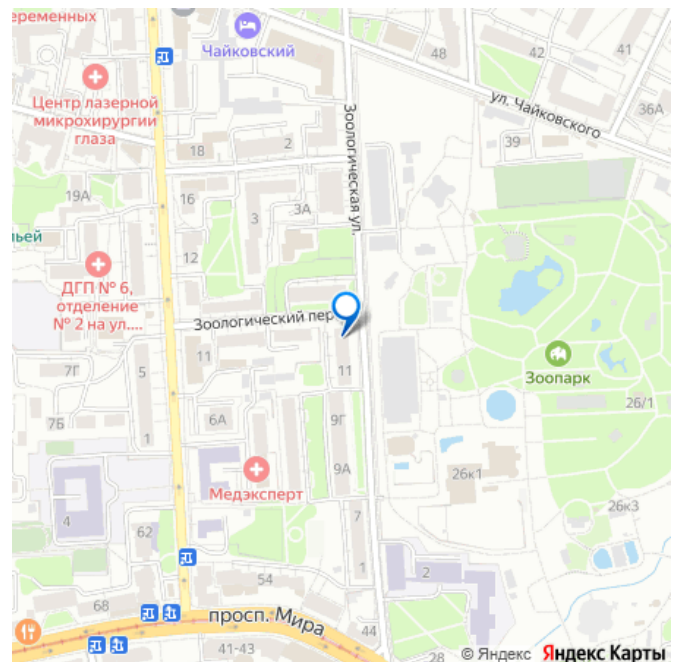 еременных
Чайковский
48
42
41
Центр лазерной
микрохирургии
глаза
Зоологическая ул.
ул. Чайковского
36А
18
2
39
19А
16
3
3А
ьей
12
ДГП № 6,
отделение
№ 2 на ул....
Зоологический пер
11
11
7Г
5
Зоопарк
26/1
7Б
6А
9Г
1
9А
26к1
Медэксперт
4
62
7
26к3
54
1
2
68
просп. Мира
44
41-43
28
© Яндекс Яндекс Карты